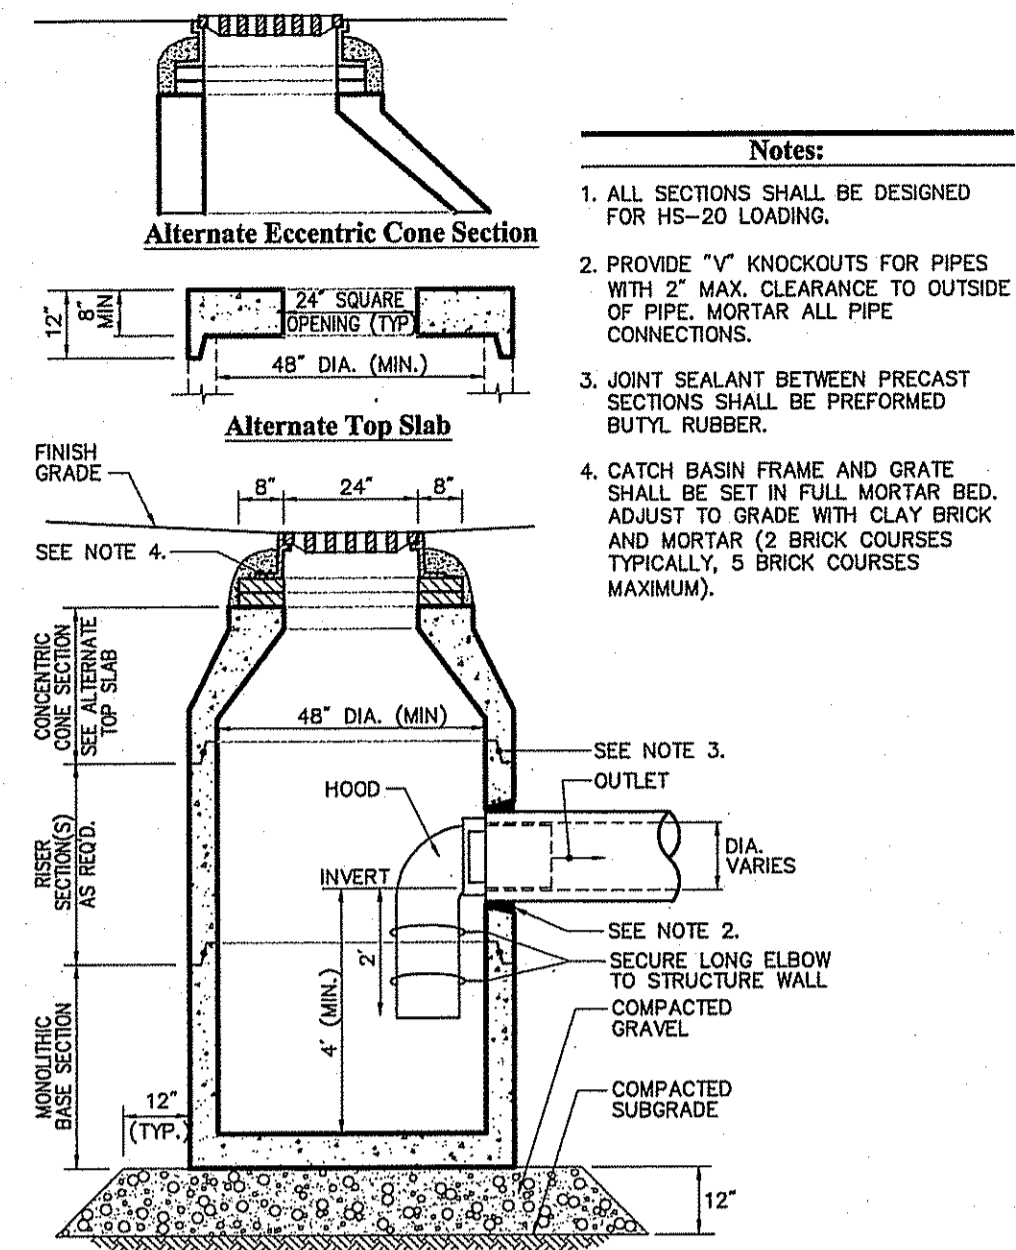 Alternate Eccentric Cone Section
12"
8"
MIN
24" SQUARE
OPENING (TYP)
48" DIA. (MIN.)
Alternate Top Slab
FINISH
GRADE
8"
24"
8"
SEE NOTE 4.
CONCENTRIC
CONE SECTION
SEE ALTERNATE
TOP SLAB
48" DIA. (MIN)
SEE NOTE 3.
OUTLET
HOOD
RISER
SECTION(S)
AS REQ'D.
DIA.
VARIES
INVERT
2'
4' (MIN.)
SEE NOTE 2.
SECURE LONG ELBOW
TO STRUCTURE WALL
COMPACTED
GRAVEL
MONOLITHIC
BASE SECTION
12"
(TYP.)
COMPACTED
SUBGRADE
12"
Notes:
1. ALL SECTIONS SHALL BE DESIGNED
FOR HS-20 LOADING.
2. PROVIDE "V" KNOCKOUTS FOR PIPES
WITH 2" MAX. CLEARANCE TO OUTSIDE
OF PIPE. MORTAR ALL PIPE
CONNECTIONS.
3. JOINT SEALANT BETWEEN PRECAST
SECTIONS SHALL BE PREFORMED
BUTYL RUBBER.
4. CATCH BASIN FRAME AND GRATE
SHALL BE SET IN FULL MORTAR BED.
ADJUST TO GRADE WITH CLAY BRICK
AND MORTAR (2 BRICK COURSES
TYPICALLY, 5 BRICK COURSES
MAXIMUM).